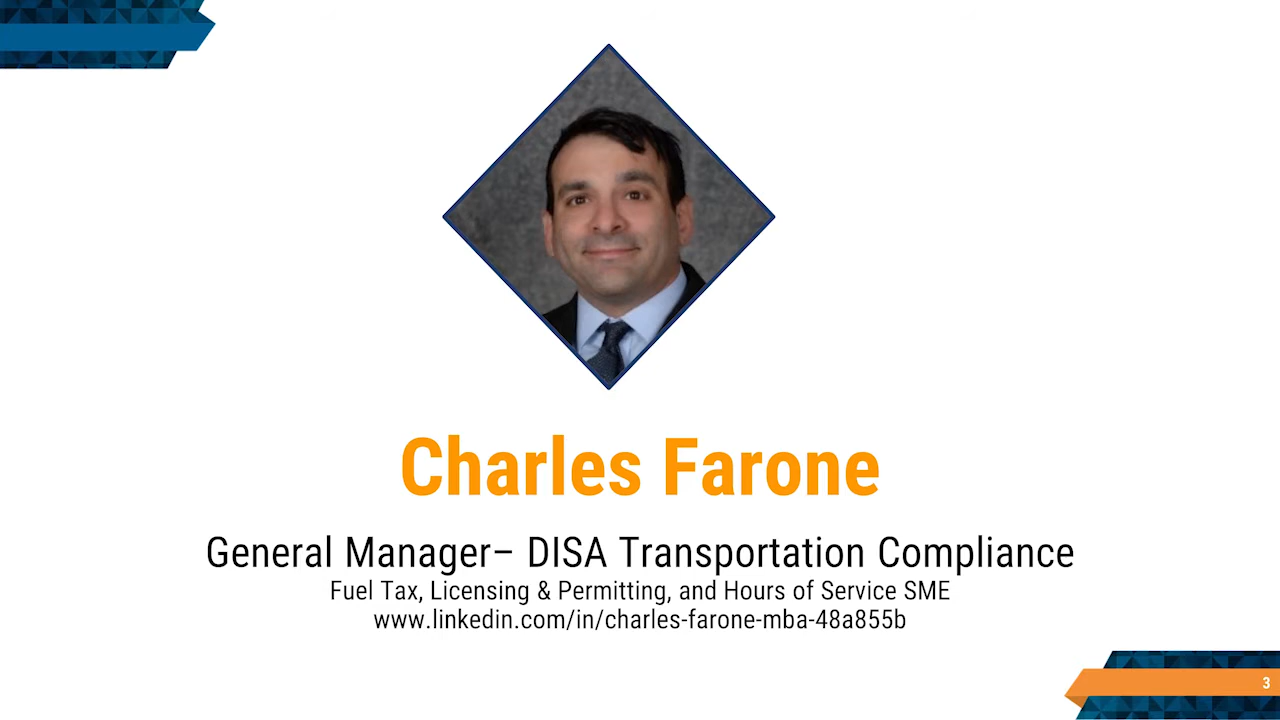 Charles Farone
General Manager– DISA Transportation Compliance
Fuel Tax, Licensing & Permitting, and Hours of Service SME
www.linkedin.com/in/charles-farone-mba-48a855b
3